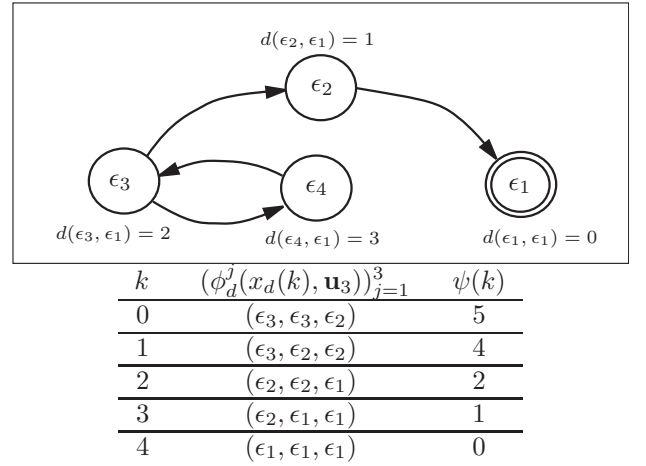 d(ϵ₂, ϵ₁) = 1
ϵ₂
ϵ₃
ϵ₄
ϵ₁
d(ϵ₃, ϵ₁) = 2
d(ϵ₄, ϵ₁) = 3
d(ϵ₁, ϵ₁) = 0
k (ϕ_d^j(x_d(k), 𝐮₃))_{j=1}^3 ψ(k)
0 (ϵ₃, ϵ₃, ϵ₂) 5
1 (ϵ₃, ϵ₂, ϵ₂) 4
2 (ϵ₂, ϵ₂, ϵ₁) 2
3 (ϵ₂, ϵ₁, ϵ₁) 1
4 (ϵ₁, ϵ₁, ϵ₁) 0